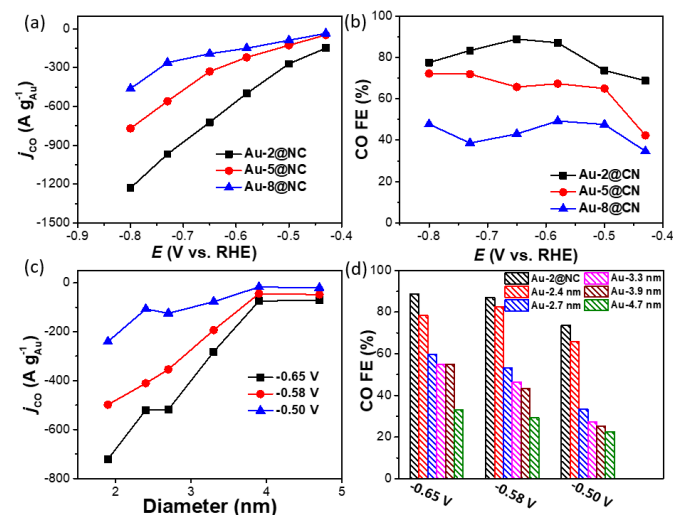 (a)
0
-300
-600
-900
-1200
-1500
j_CO (A g⁻¹_Au)
Au-2@NC
Au-5@NC
Au-8@NC
-0.9 -0.8 -0.7 -0.6 -0.5 -0.4
E (V vs. RHE)
(b)
100
80
60
40
20
0
CO FE (%)
Au-2@CN
Au-5@CN
Au-8@CN
-0.8 -0.7 -0.6 -0.5 -0.4
E (V vs. RHE)
(c)
0
-200
-400
-600
-800
j_CO (A g⁻¹_Au)
-0.65 V
-0.58 V
-0.50 V
2 3 4 5
Diameter (nm)
(d)
100
80
60
40
20
0
CO FE (%)
Au-2@NC Au-3.3 nm
Au-2.4 nm Au-3.9 nm
Au-2.7 nm Au-4.7 nm
-0.65 V -0.58 V -0.50 V